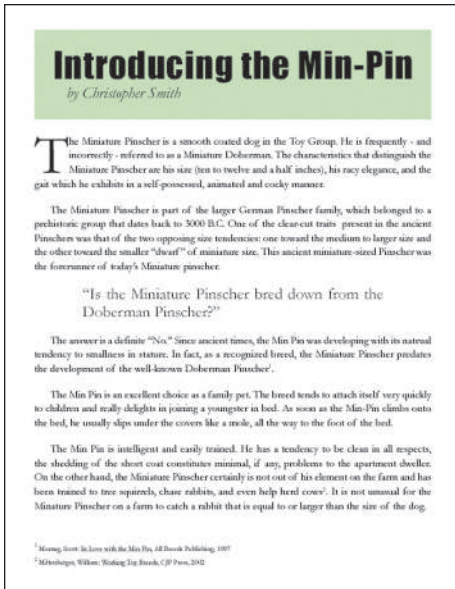 Introducing the Min-Pin
by Christopher Smith
The Miniature Pinscher is a smooth coated dog in the Toy Group. He is frequently - and
incorrectly - referred to as a Miniature Doberman. The characteristics that distinguish the
Miniature Pinscher are his size (ten to twelve and a half inches), his racy elegance, and the
gait which he exhibits in a self-possessed, animated and cocky manner.
The Miniature Pinscher is part of the larger German Pinscher family, which belonged to a
prehistoric group that dates back to 3000 B.C. One of the clear-cut traits present in the ancient
Pinschers was that of the two opposing size tendencies: one toward the medium to larger size and
the other toward the smaller "dwarf" of miniature size. This ancient miniature-sized Pinscher was
the forerunner of today's Miniature pinscher.
"Is the Miniature Pinscher bred down from the
Doberman Pinscher?"
The answer is a definite "No." Since ancient times, the Min Pin was developing with its natrual
tendency to smallness in stature. In fact, as a recognized breed, the Miniature Pinscher predates
the development of the well-known Doberman Pinscher¹.
The Min Pin is an excellent choice as a family pet. The breed tends to attach itself very quickly
to children and really delights in joining a youngster in bed. As soon as the Min-Pin climbs onto
the bed, he usually slips under the covers like a mole, all the way to the foot of the bed.
The Min Pin is intelligent and easily trained. He has a tendency to be clean in all respects,
the shedding of the short coat constitutes minimal, if any, problems to the apartment dweller.
On the other hand, the Miniature Pinscher certainly is not out of his element on the farm and has
been trained to tree squirrels, chase rabbits, and even help herd cows². It is not unusual for the
Minature Pinscher on a farm to catch a rabbit that is equal to or larger than the size of the dog.
¹ Scott: In Love with the Min Pin, All Breeds Publishing, 1997
² William: Working Toy Breeds, CJP Press, 2002